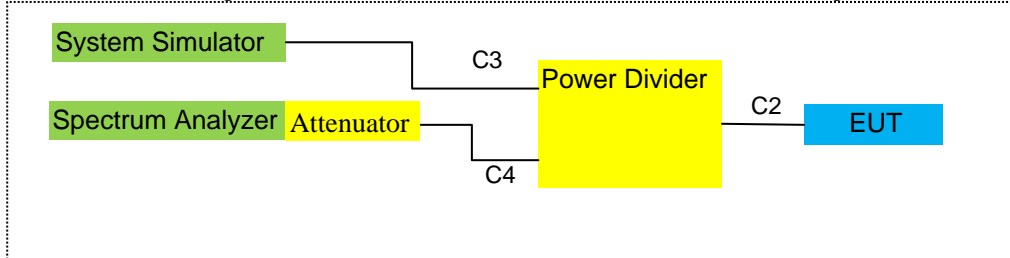 System Simulator
C3
Power Divider
Spectrum Analyzer
Attenuator
C2
EUT
C4